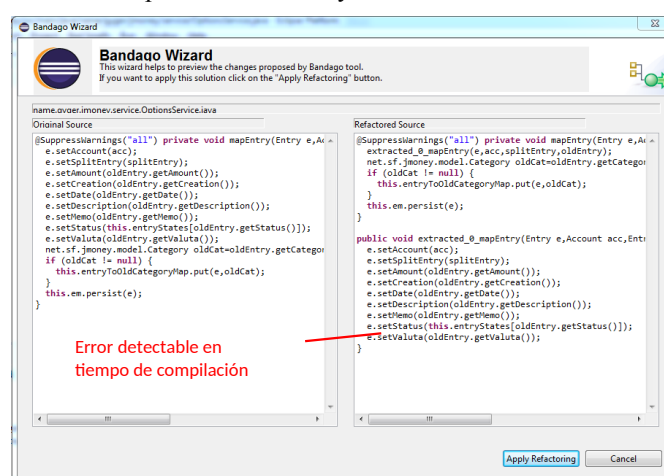 Bandago Wizard
Bandago Wizard
This wizard helps to preview the changes proposed by Bandago tool.
If you want to apply this solution click on the "Apply Refactoring" button.
name.gyger.jmoney.service.OptionsService.java
Original Source
@SuppressWarnings("all") private void mapEntry(Entry e,Ac
e.setAccount(acc);
e.setSplitEntry(splitEntry);
e.setAmount(oldEntry.getAmount());
e.setCreation(oldEntry.getCreation());
e.setDate(oldEntry.getDate());
e.setDescription(oldEntry.getDescription());
e.setMemo(oldEntry.getMemo());
e.setStatus(this.entryStates[oldEntry.getStatus()]);
e.setValuta(oldEntry.getValuta());
net.sf.jmoney.model.Category oldCat=oldEntry.getCategor
if (oldCat != null) {
this.entryToOldCategoryMap.put(e,oldCat);
}
this.em.persist(e);
}
Refactored Source
@SuppressWarnings("all") private void mapEntry(Entry e,Ac
extracted_0_mapEntry(e,acc,splitEntry,oldEntry);
net.sf.jmoney.model.Category oldCat=oldEntry.getCategor
if (oldCat != null) {
this.entryToOldCategoryMap.put(e,oldCat);
}
this.em.persist(e);
}
public void extracted_0_mapEntry(Entry e,Account acc,Entr
e.setAccount(acc);
e.setSplitEntry(splitEntry);
e.setAmount(oldEntry.getAmount());
e.setCreation(oldEntry.getCreation());
e.setDate(oldEntry.getDate());
e.setDescription(oldEntry.getDescription());
e.setMemo(oldEntry.getMemo());
e.setStatus(this.entryStates[oldEntry.getStatus()]);
e.setValuta(oldEntry.getValuta());
}
Error detectable en
tiempo de compilación
Apply Refactoring
Cancel